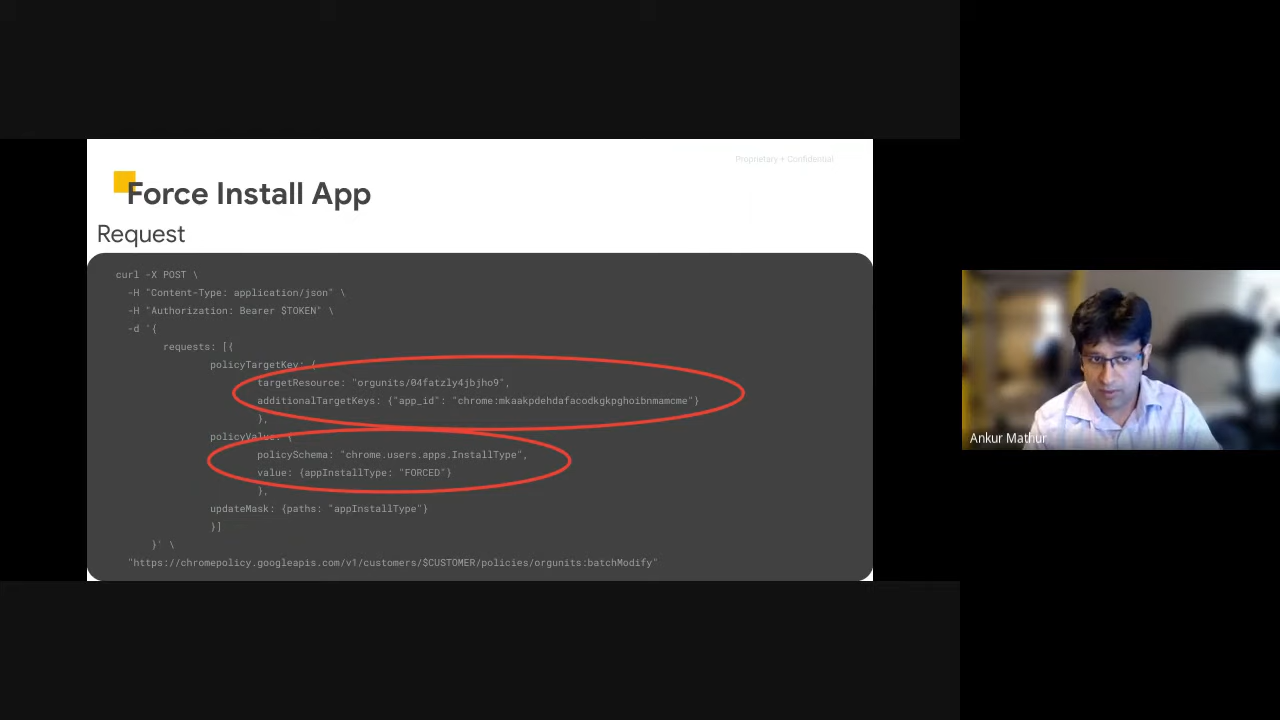 Proprietary + Confidential
Force Install App
Request
curl -X POST \
-H "Content-Type: application/json" \
-H "Authorization: Bearer $TOKEN" \
-d '{
requests: [{
policyTargetKey: {
targetResource: "orgunits/04fatzly4jbjho9",
additionalTargetKeys: {"app_id": "chrome:mkaakpdehdafacodkgkpghoibnmamcme"}
},
policyValue: {
policySchema: "chrome.users.apps.InstallType",
value: {appInstallType: "FORCED"}
},
updateMask: {paths: "appInstallType"}
}]
}' \
"https://chromepolicy.googleapis.com/v1/customers/$CUSTOMER/policies/orgunits:batchModify"
Ankur Mathur